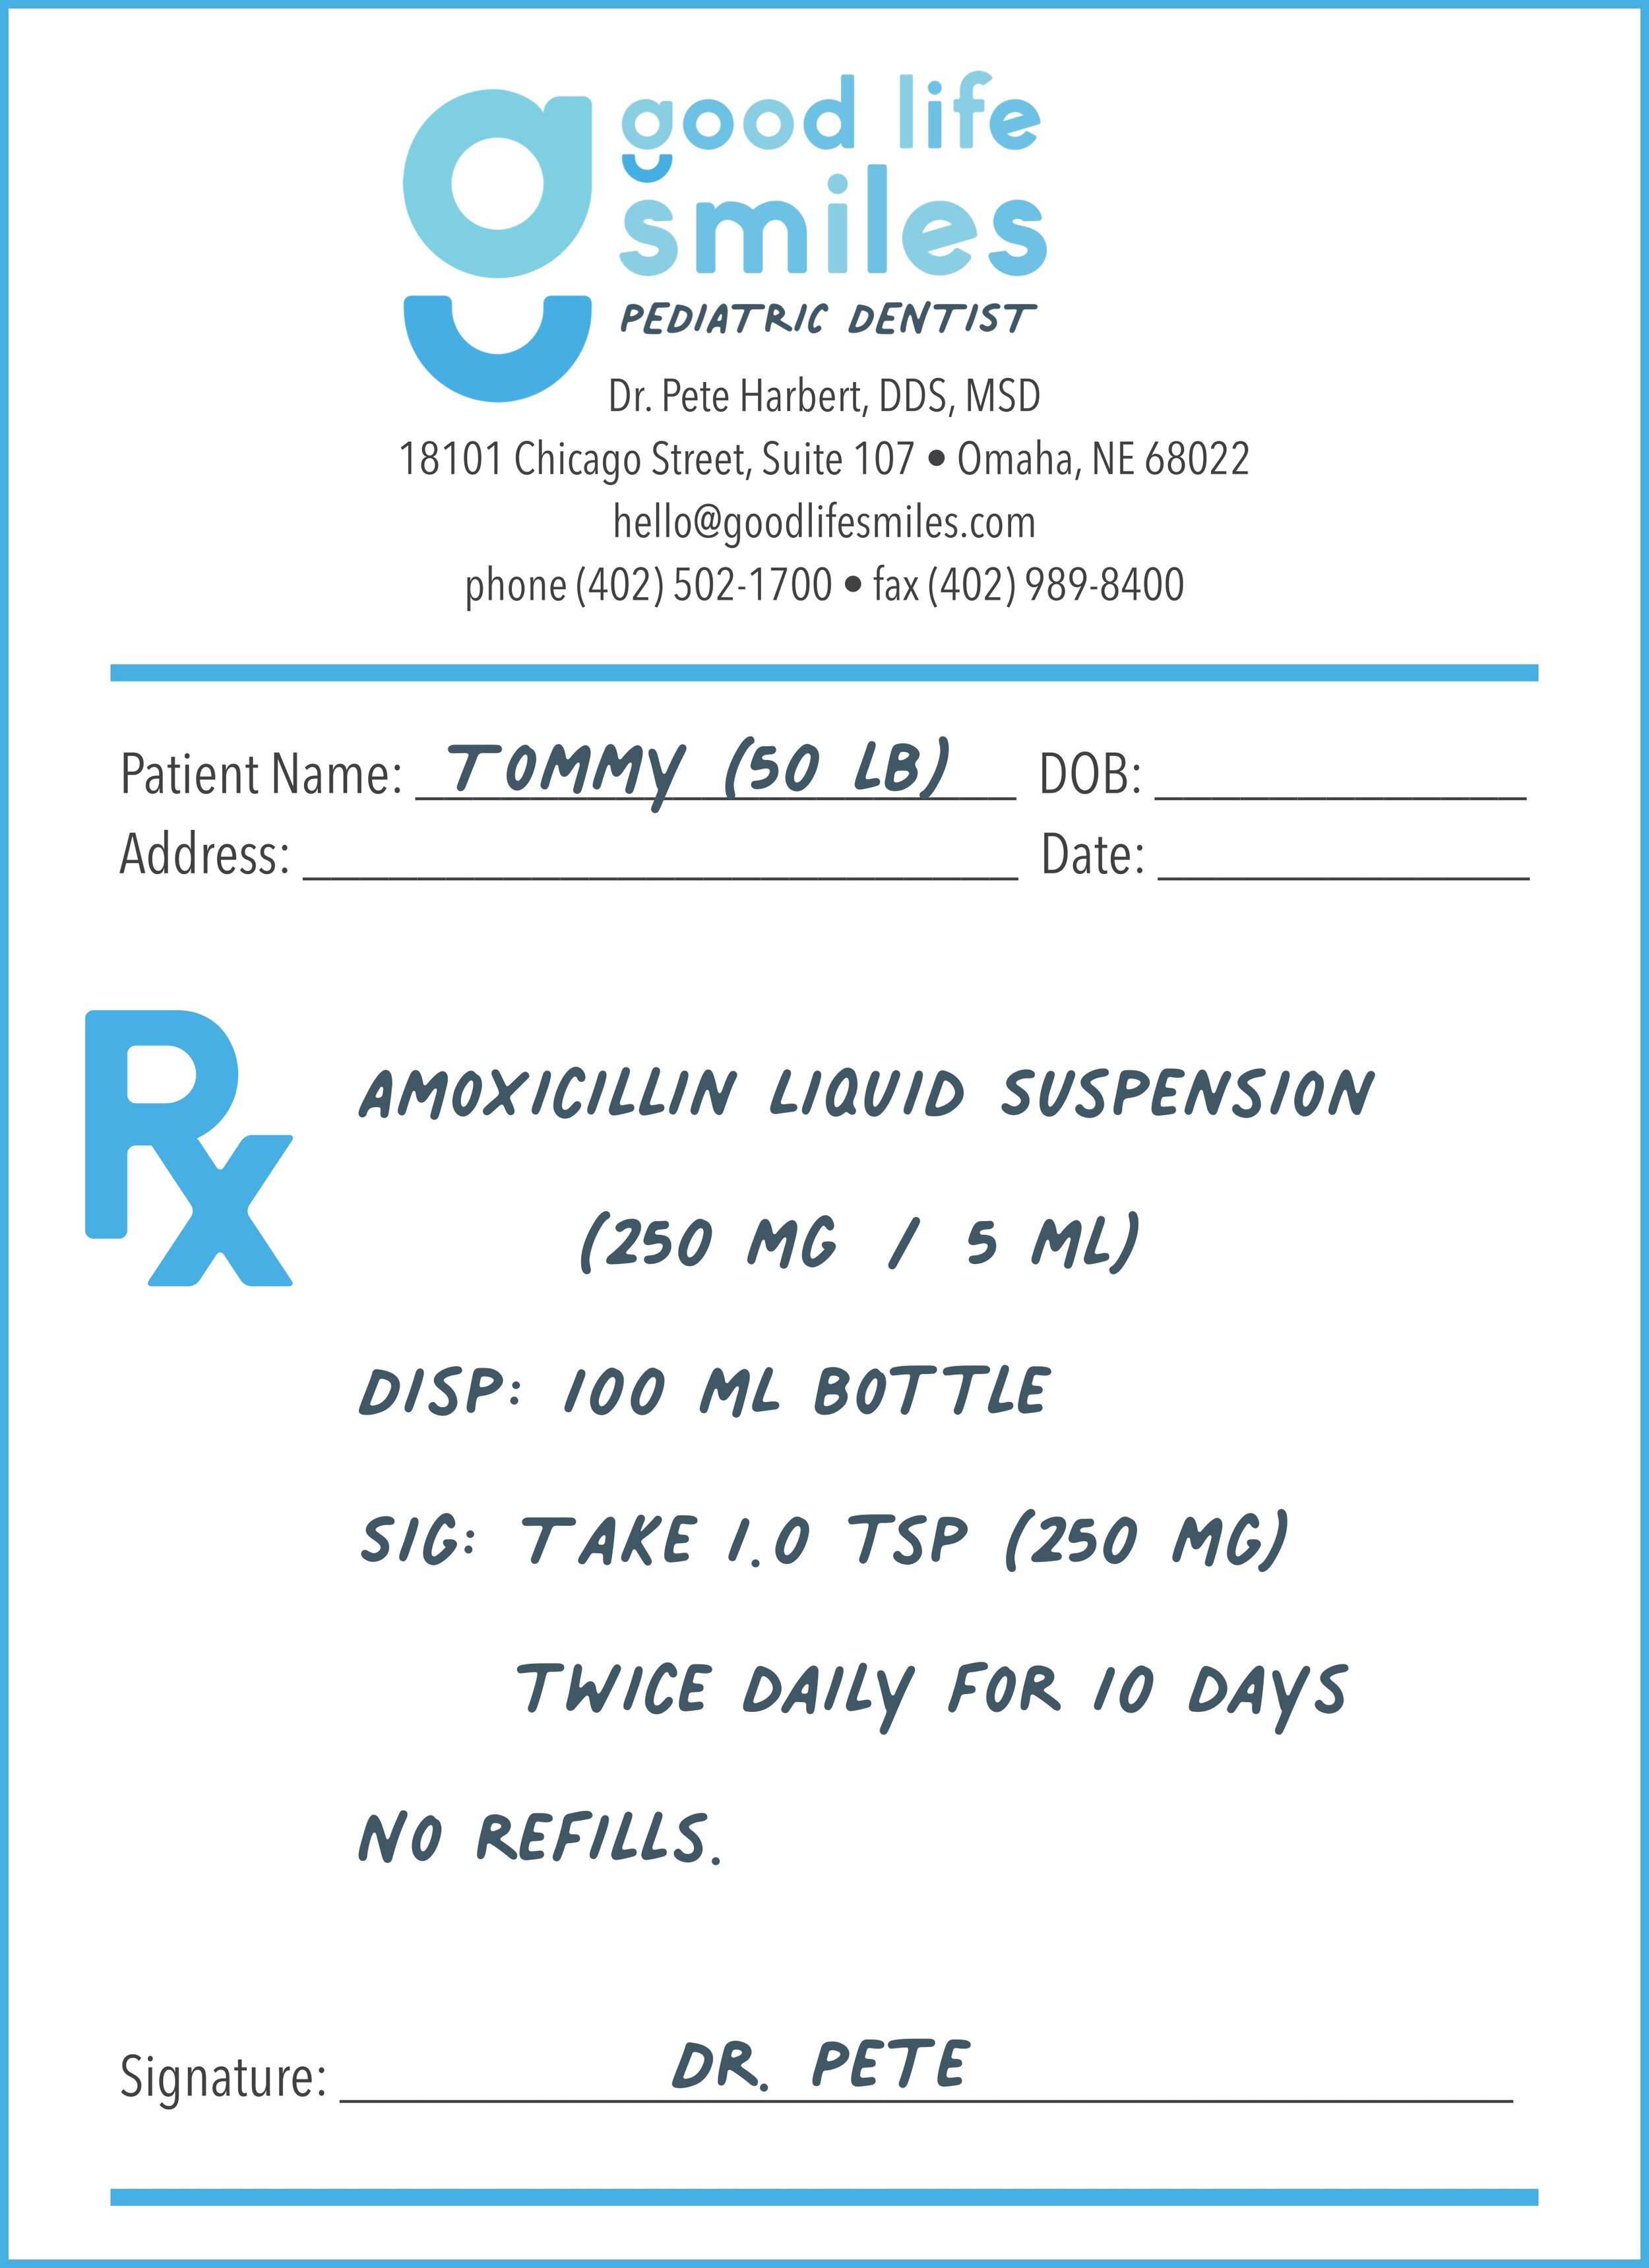 good life
smiles
PEDIATRIC DENTIST
Dr. Pete Harbert, DDS, MSD
18101 Chicago Street, Suite 107 • Omaha, NE 68022
hello@goodlifesmiles.com
phone (402) 502-1700 • fax (402) 989-8400
Patient Name: TOMMY (50 LB) DOB:
Address: Date:
Rx
AMOXICILLIN LIQUID SUSPENSION
(250 MG / 5 ML)
DISP: 100 ML BOTTLE
SIG: TAKE 1.0 TSP (250 MG)
TWICE DAILY FOR 10 DAYS
NO REFILLS.
Signature: DR. PETE